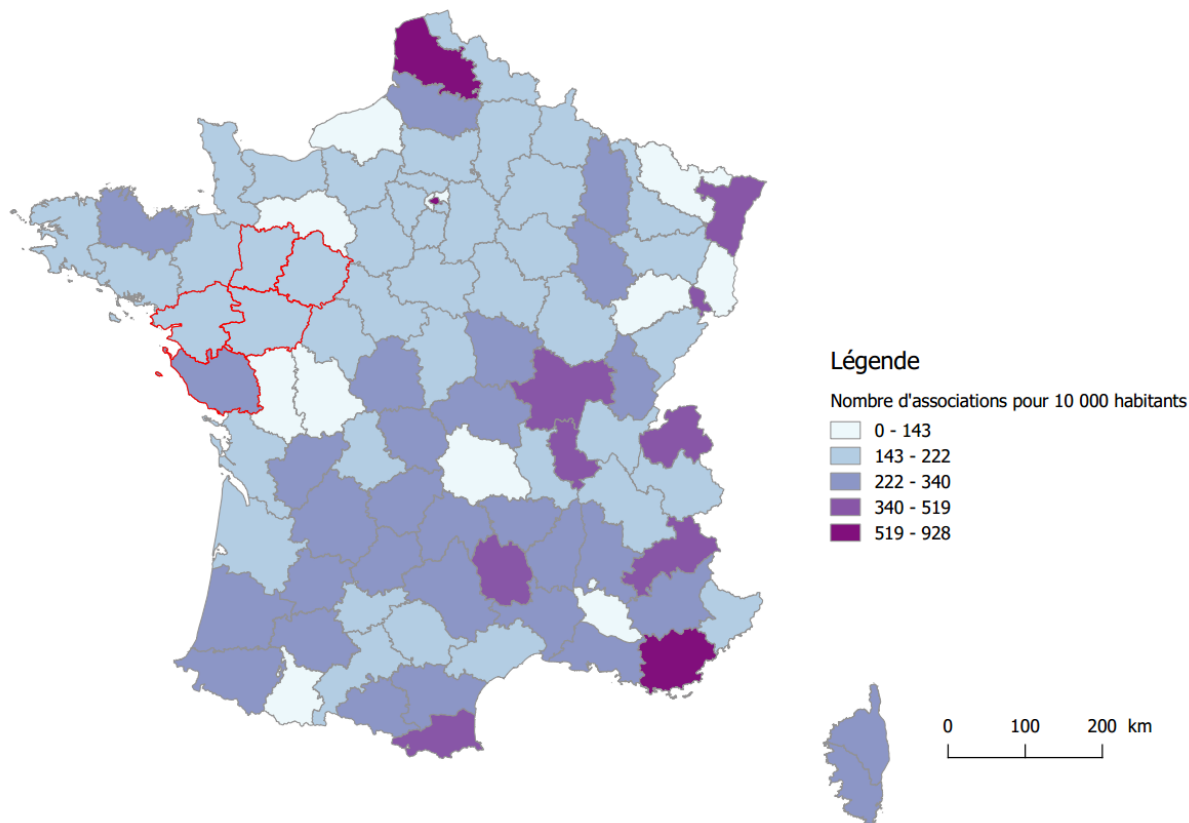 Légende
Nombre d'associations pour 10 000 habitants
0 - 143
143 - 222
222 - 340
340 - 519
519 - 928
0 100 200 km